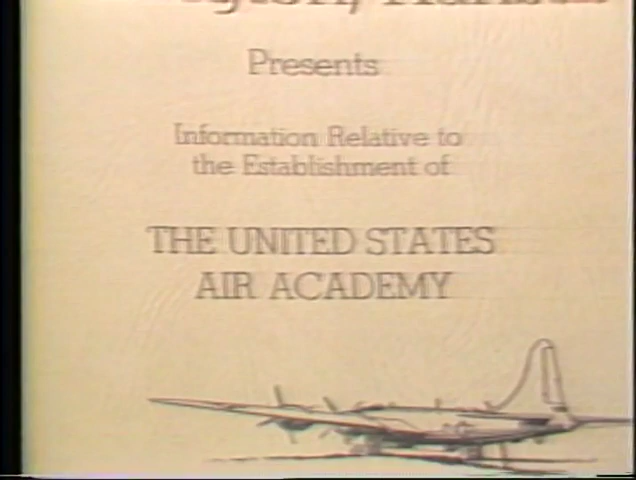 Presents
Information Relative to
the Establishment of
THE UNITED STATES
AIR ACADEMY